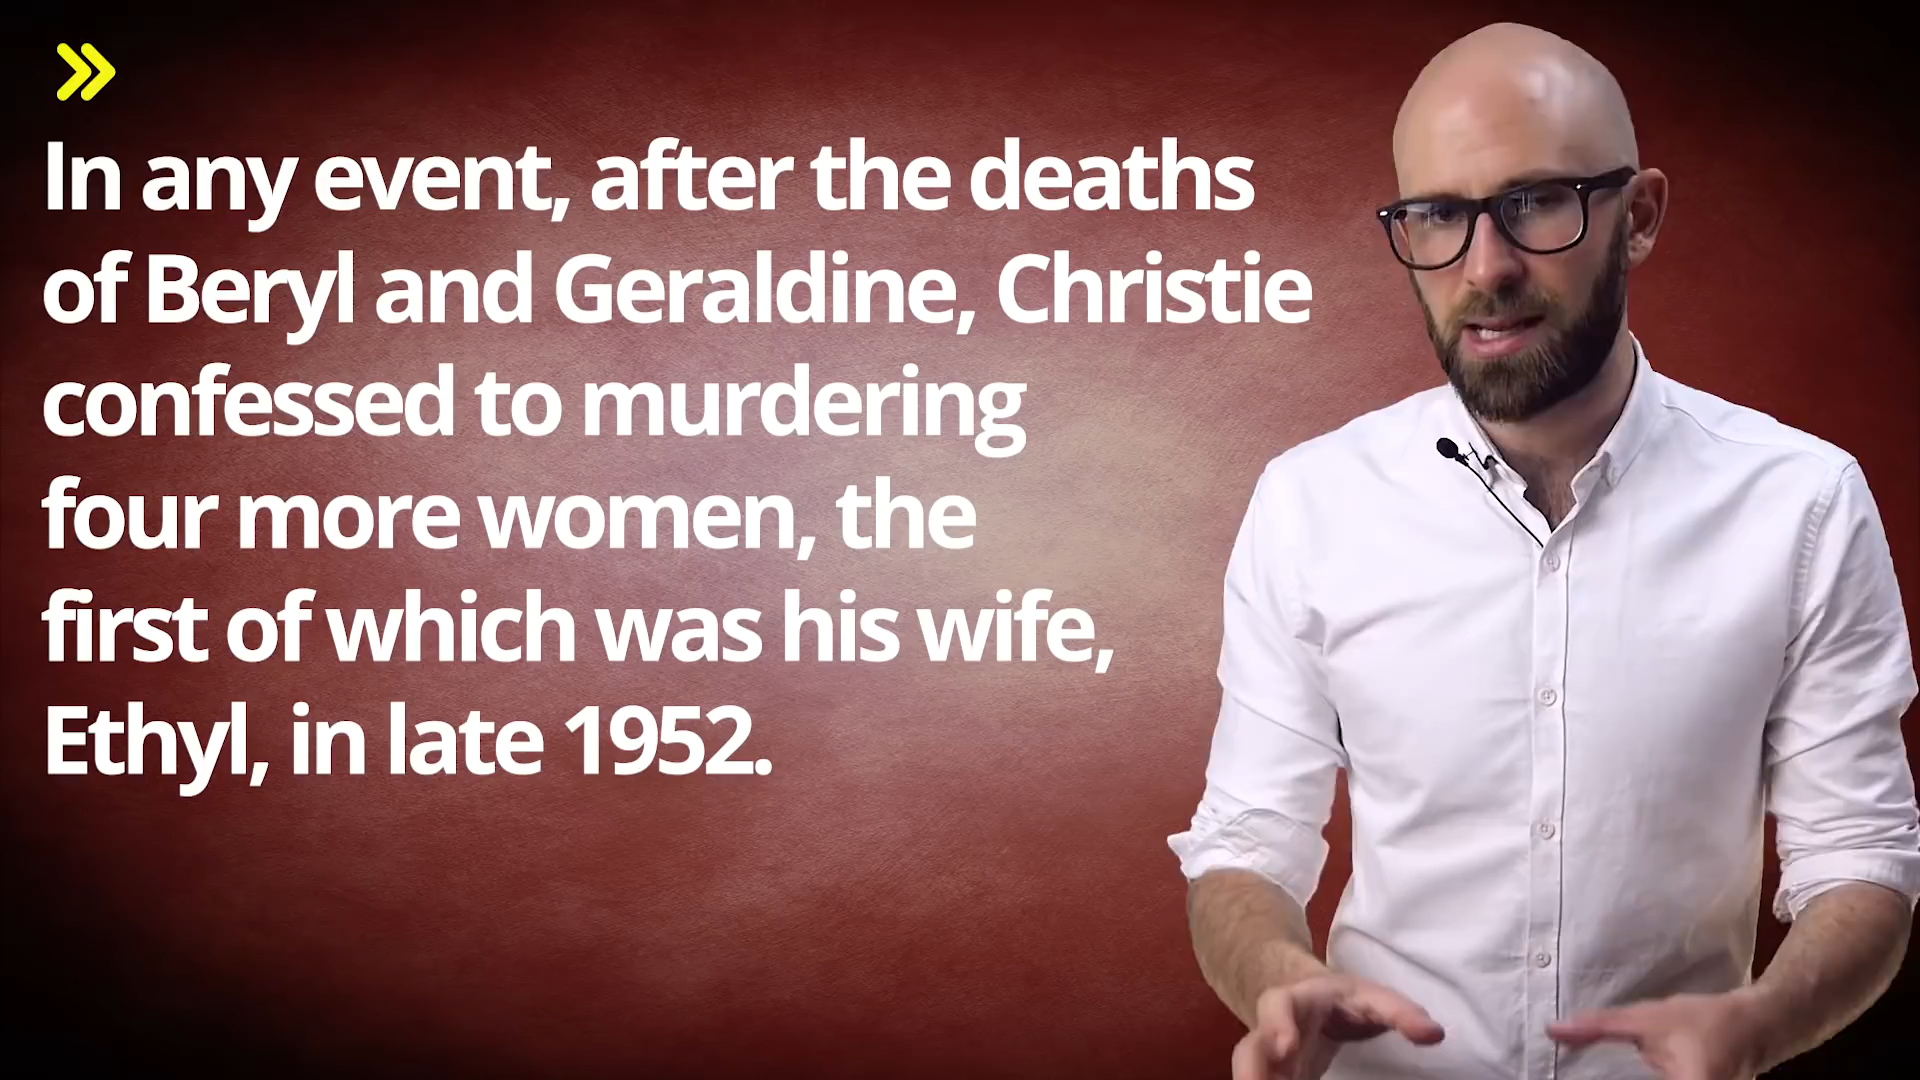 In any event, after the deaths
of Beryl and Geraldine, Christie
confessed to murdering
four more women, the
first of which was his wife,
Ethyl, in late 1952.